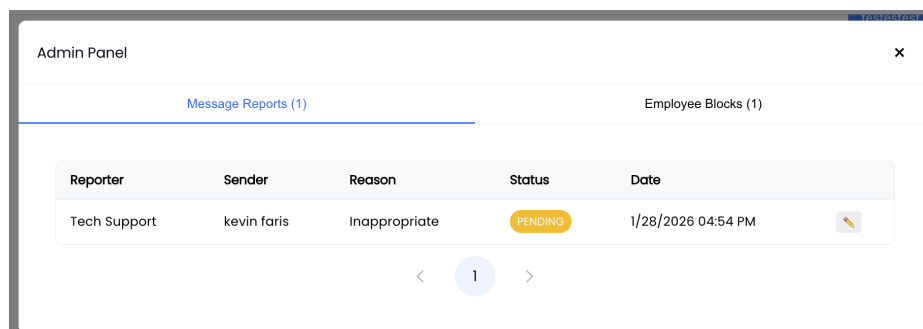 testestest
Admin Panel
Message Reports (1)
Employee Blocks (1)
Reporter Sender Reason Status Date
Tech Support kevin faris Inappropriate PENDING 1/28/2026 04:54 PM
1